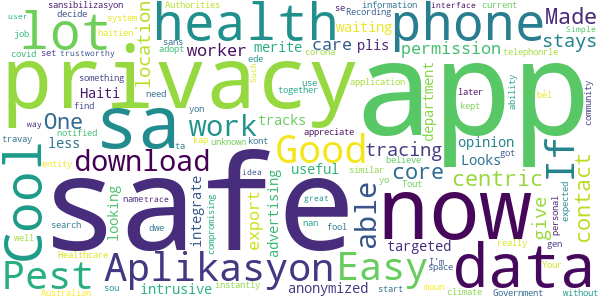 sansibilizasyon
user decide Authorities
job system
lot health phone Made
information interface current
sans se Recording Simple
covid set trustworthy
adopt haitien
waiting stays
worker merite care plis permission
location
privacy app
something
Haiti
ede
together such
corona
telephonrle
later
need use application
find
tracks department
kept bèl
ability community
Cool sa work Good
One
way notified
less
travay
yon
ta
appreciate
tracing opinion
If
entity kap unknown kont
believe got
download
similar
useful Looks
core centric contact
name trace
idea
yo Tout
personal expected
safe now data
looking integrate compromising
export advertising
able
give
great
nan fool
targeted
really gen
search dwe
I'm Your
well Healthcare
space
Pest Aplikasyon Easy
anonymized
moun climate
Australian sou intrusive instantly
start Government without